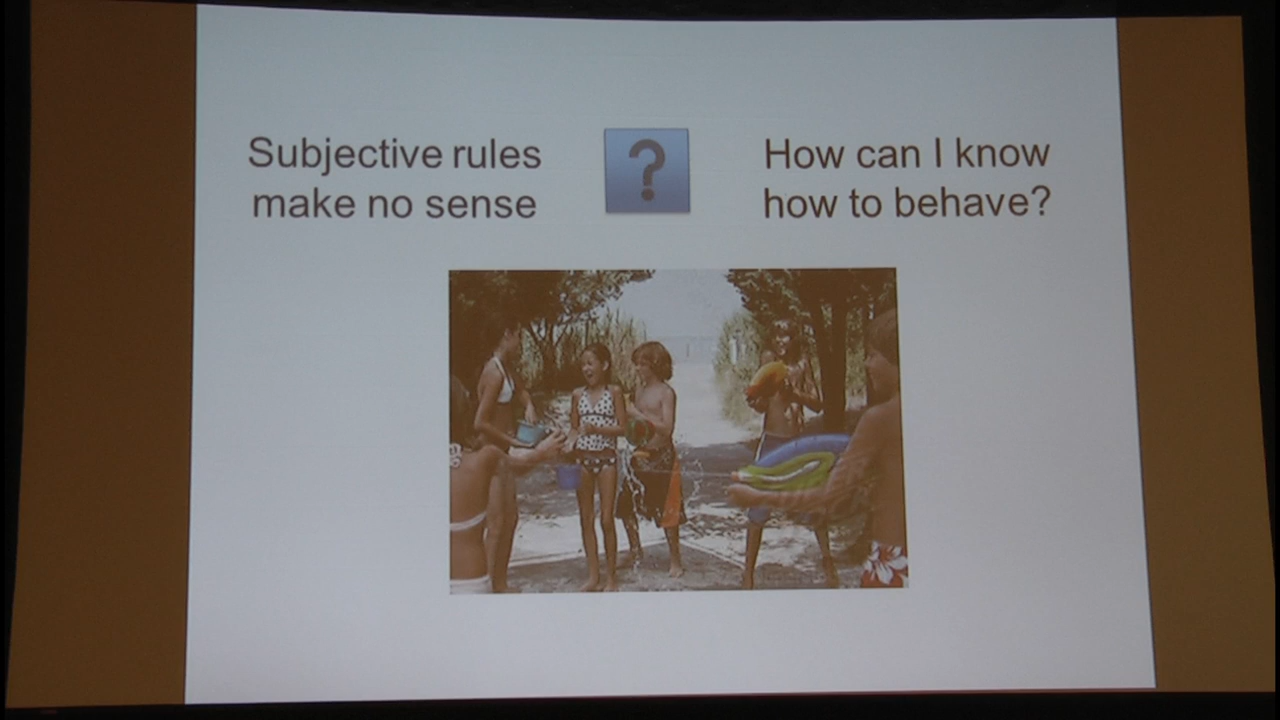 Subjective rules
make no sense
?
How can I know
how to behave?